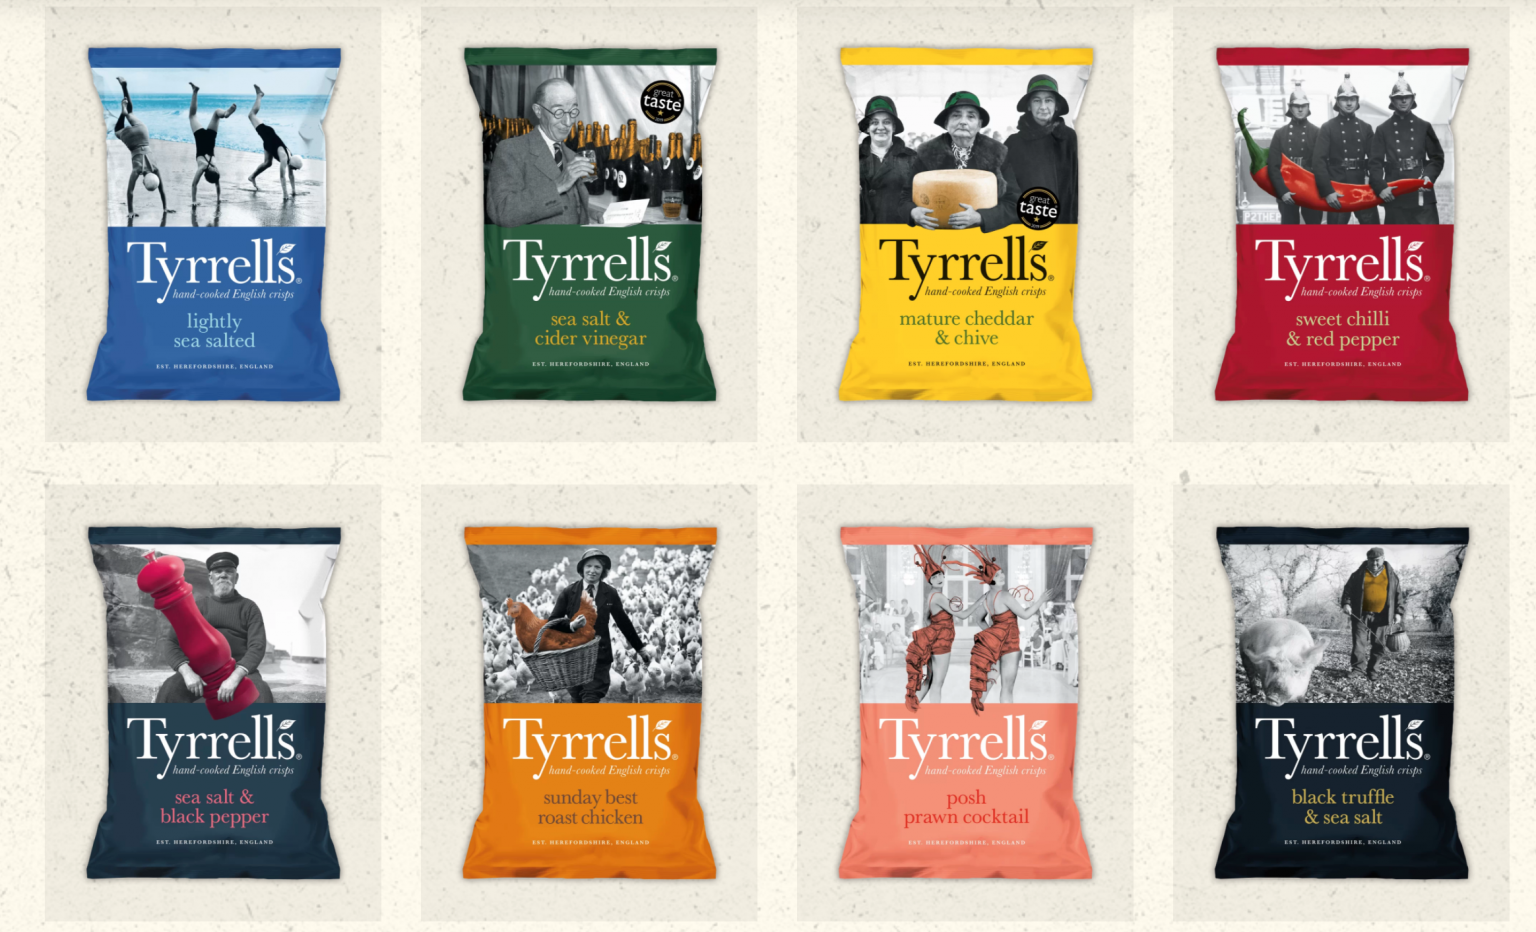 Tyrrells®
hand-cooked English crisps
lightly
sea salted
EST. HEREFORDSHIRE, ENGLAND
great
taste
Tyrrells®
hand-cooked English crisps
sea salt &
cider vinegar
EST. HEREFORDSHIRE, ENGLAND
great
taste
Tyrrells®
hand-cooked English crisps
mature cheddar
& chive
EST. HEREFORDSHIRE, ENGLAND
Tyrrells®
hand-cooked English crisps
sweet chilli
& red pepper
EST. HEREFORDSHIRE, ENGLAND
Tyrrells®
hand-cooked English crisps
sea salt &
black pepper
EST. HEREFORDSHIRE, ENGLAND
Tyrrells®
hand-cooked English crisps
sunday best
roast chicken
EST. HEREFORDSHIRE, ENGLAND
Tyrrells®
hand-cooked English crisps
posh
prawn cocktail
EST. HEREFORDSHIRE, ENGLAND
Tyrrells®
hand-cooked English crisps
black truffle
& sea salt
EST. HEREFORDSHIRE, ENGLAND